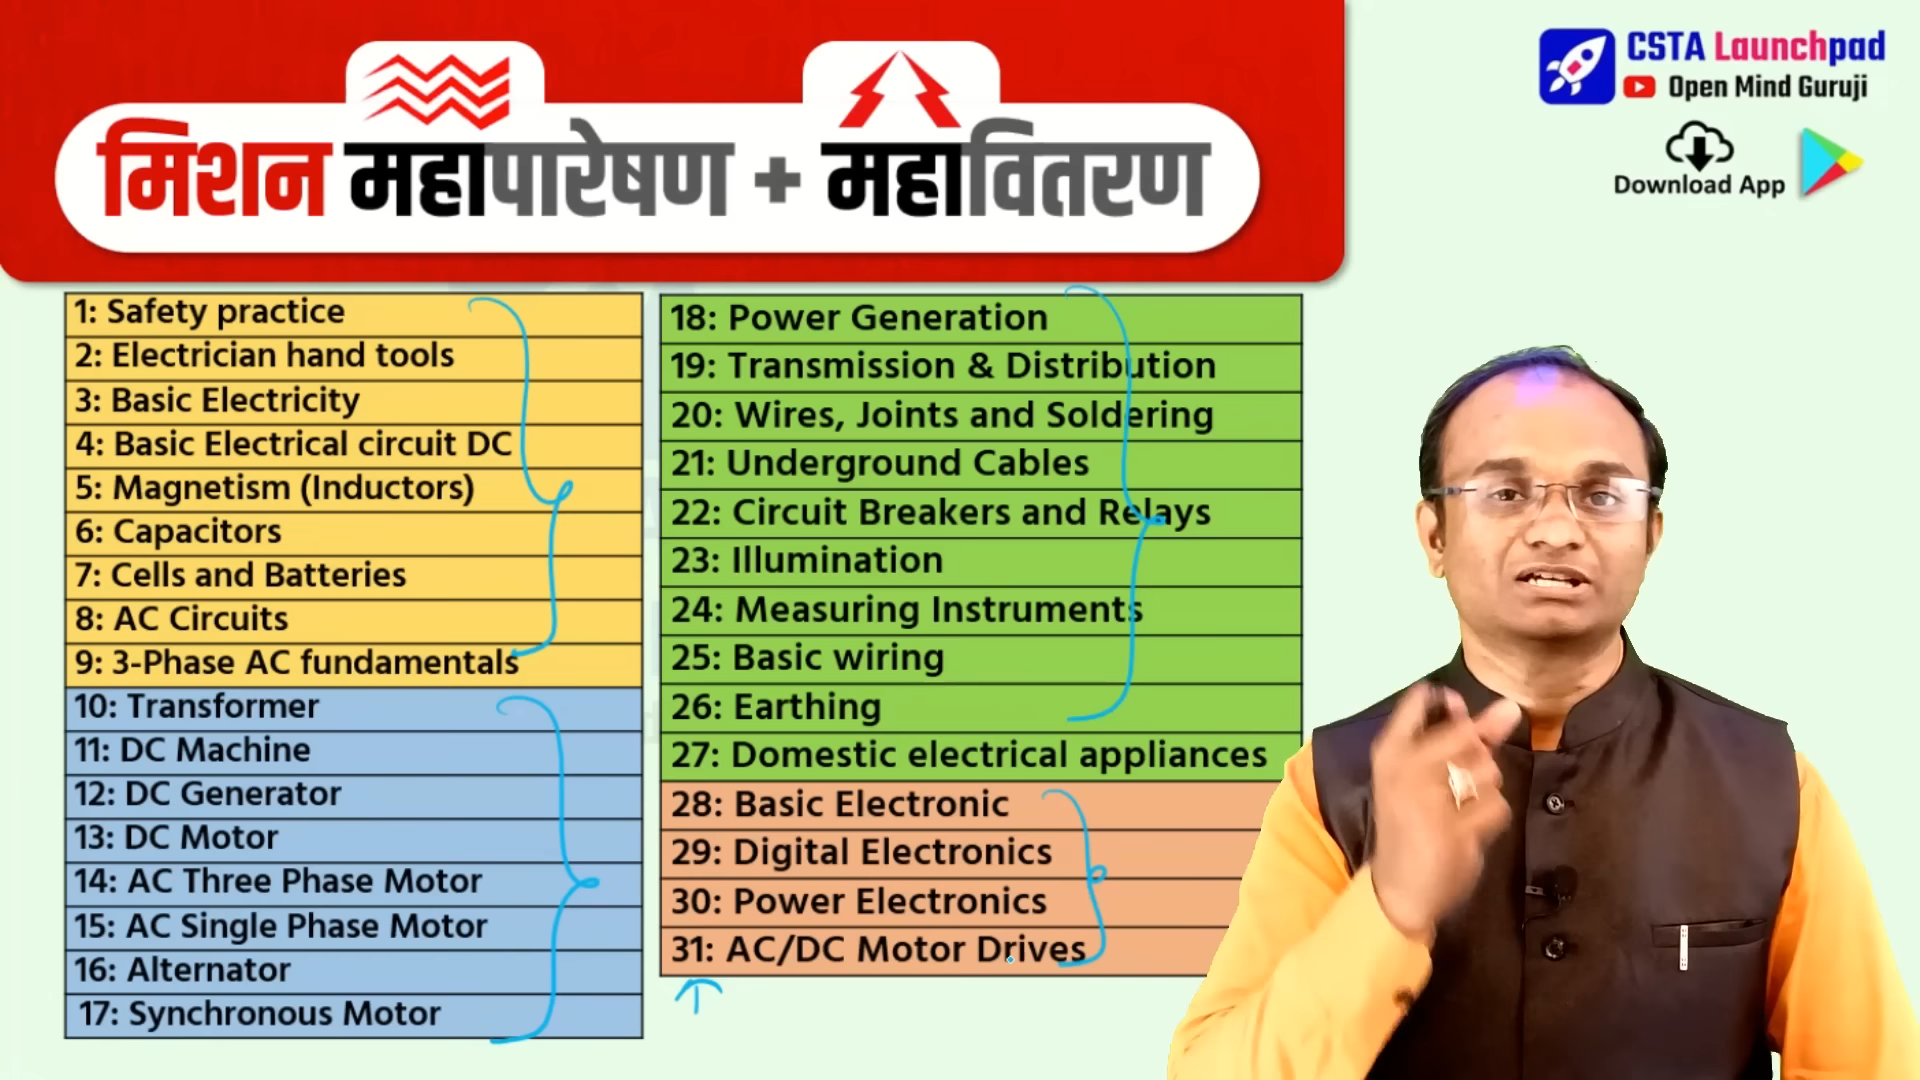 CSTA Launchpad
Open Mind Guruji
Download App
मिशन महापारेषण + महावितरण
1: Safety practice
2: Electrician hand tools
3: Basic Electricity
4: Basic Electrical circuit DC
5: Magnetism (Inductors)
6: Capacitors
7: Cells and Batteries
8: AC Circuits
9: 3-Phase AC fundamentals
10: Transformer
11: DC Machine
12: DC Generator
13: DC Motor
14: AC Three Phase Motor
15: AC Single Phase Motor
16: Alternator
17: Synchronous Motor
18: Power Generation
19: Transmission & Distribution
20: Wires, Joints and Soldering
21: Underground Cables
22: Circuit Breakers and Relays
23: Illumination
24: Measuring Instruments
25: Basic wiring
26: Earthing
27: Domestic electrical appliances
28: Basic Electronic
29: Digital Electronics
30: Power Electronics
31: AC/DC Motor Drives